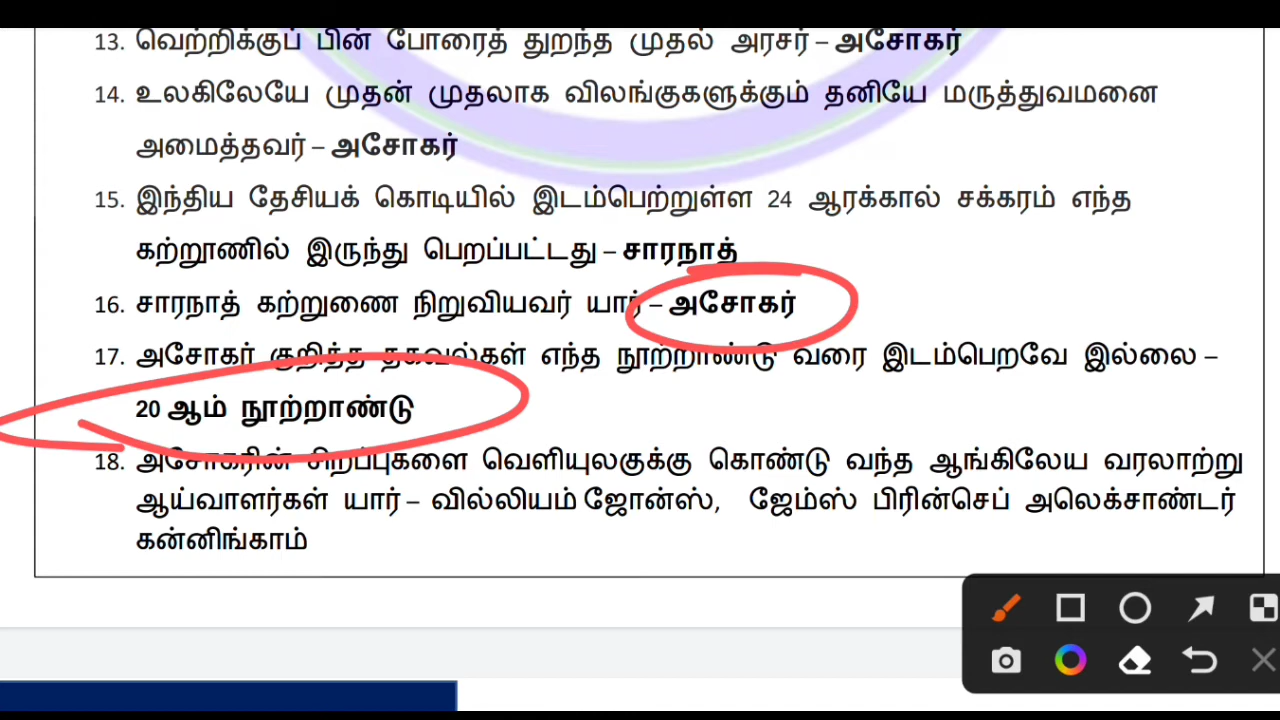 13. வெற்றிக்குப் பின் போரைத் துறந்த முதல் அரசர் – அசோகர்
14. உலகிலேயே முதன் முதலாக விலங்குகளுக்கும் தனியே மருத்துவமனை
அமைத்தவர் – அசோகர்
15. இந்திய தேசியக் கொடியில் இடம்பெற்றுள்ள 24 ஆரக்கால் சக்கரம் எந்த
கற்றூணில் இருந்து பெறப்பட்டது – சாரநாத்
16. சாரநாத் கற்றுணை நிறுவியவர் யார் – அசோகர்
17. அசோகர் குறித்த தகவல்கள் எந்த நூற்றாண்டு வரை இடம்பெறவே இல்லை –
20 ஆம் நூற்றாண்டு
18. அசோகரின் சிறப்புகளை வெளியுலகுக்கு கொண்டு வந்த ஆங்கிலேய வரலாற்று
ஆய்வாளர்கள் யார் – வில்லியம் ஜோன்ஸ், ஜேம்ஸ் பிரின்செப் அலெக்சாண்டர்
கன்னிங்காம்